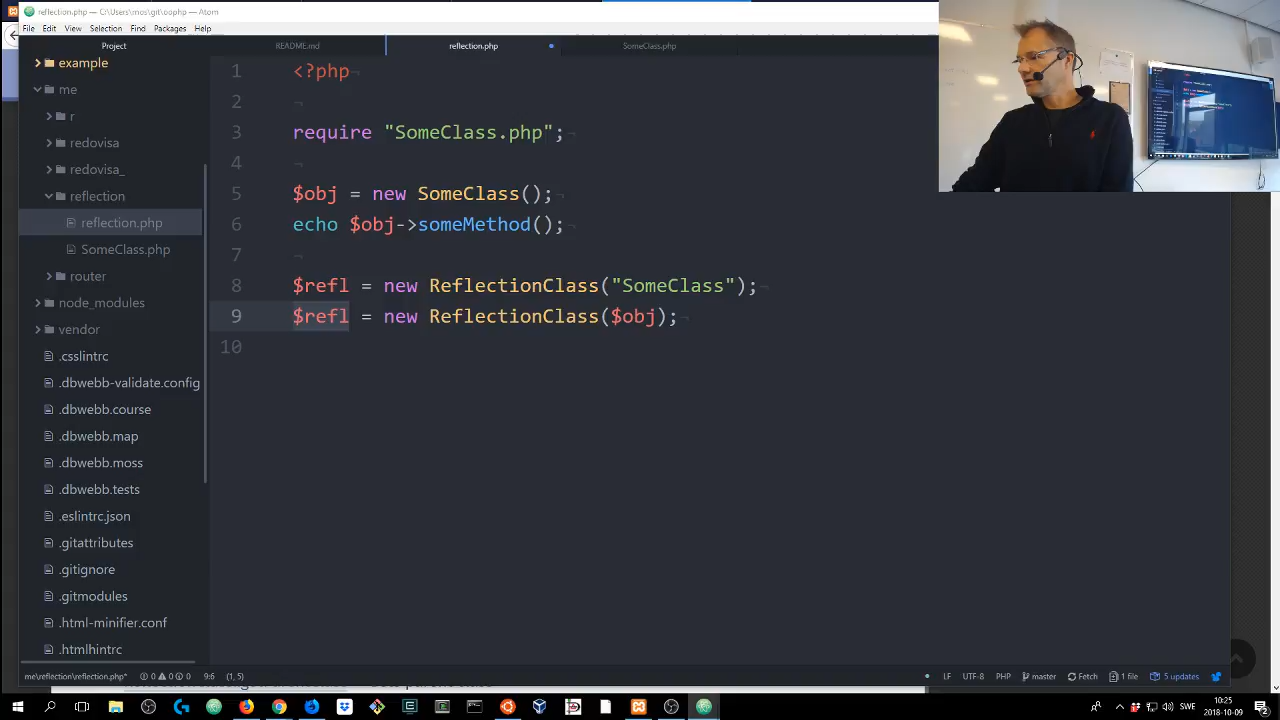 reflection.php — C:\Users\mos\git\oophp — Atom
File Edit View Selection Find Packages Help
Project
README.md
reflection.php
SomeClass.php
example
me
r
redovisa
redovisa_
reflection
reflection.php
SomeClass.php
router
node_modules
vendor
.csslintrc
.dbwebb-validate.config
.dbwebb.course
.dbwebb.map
.dbwebb.moss
.dbwebb.tests
.eslintrc.json
.gitattributes
.gitignore
.gitmodules
.html-minifier.conf
.htmlhintrc
1 <?php
2
3 require "SomeClass.php";
4
5 $obj = new SomeClass();
6 echo $obj->someMethod();
7
8 $refl = new ReflectionClass("SomeClass");
9 $refl = new ReflectionClass($obj);
10
me\reflection\reflection.php* 0 0 0 9:6 (1, 5) LF UTF-8 PHP master Fetch 1 file 5 updates
SWE
10:25
2018-10-09